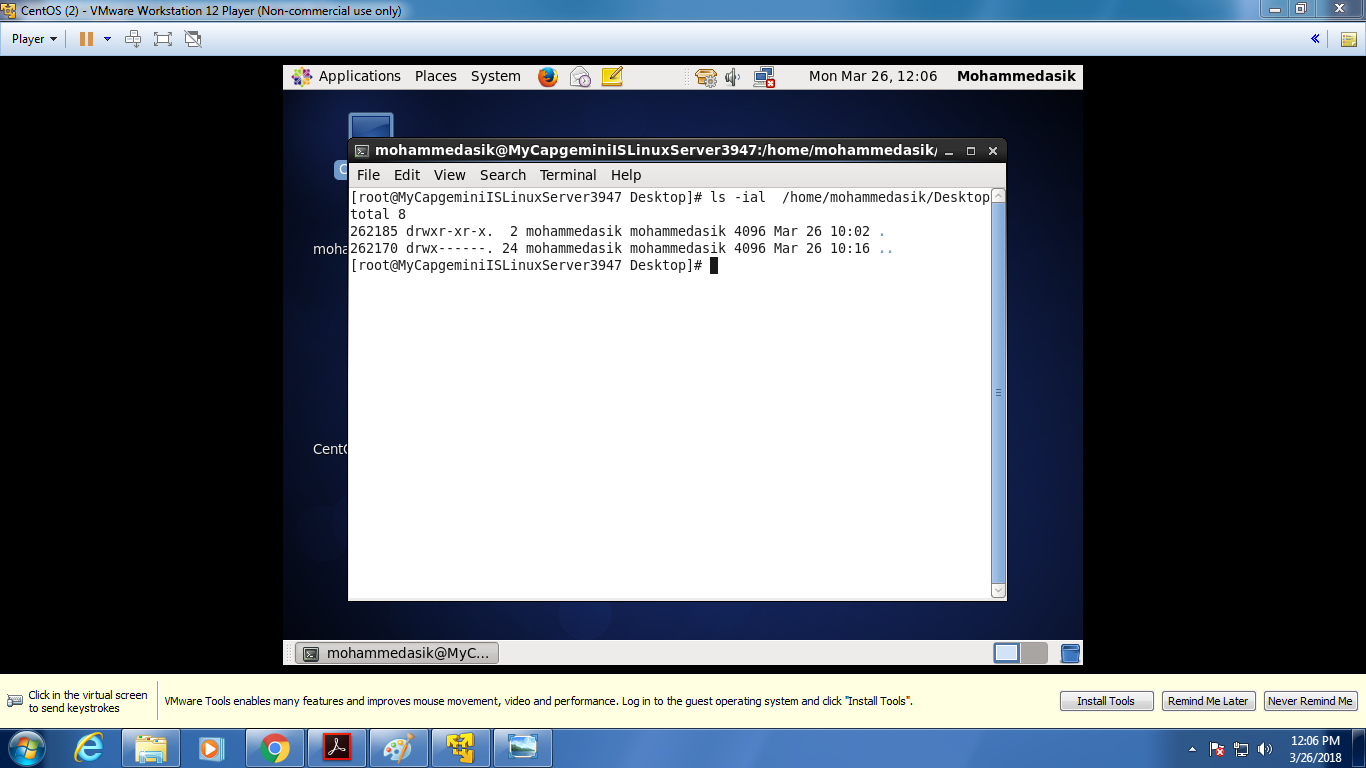 CentOS (2) - VMware Workstation 12 Player (Non-commercial use only)
Player
Applications Places System Mon Mar 26, 12:06 Mohammedasik
mohammedasik@MyCapgeminiISLinuxServer3947:/home/mohammedasik/
C
File Edit View Search Terminal Help
[root@MyCapgeminiISLinuxServer3947 Desktop]# ls -ial  /home/mohammedasik/Desktop
total 8
262185 drwxr-xr-x.  2 mohammedasik mohammedasik 4096 Mar 26 10:02 .
262170 drwx------. 24 mohammedasik mohammedasik 4096 Mar 26 10:16 ..
[root@MyCapgeminiISLinuxServer3947 Desktop]#
moha
Cent
mohammedasik@MyC...
Click in the virtual screen
to send keystrokes
VMware Tools enables many features and improves mouse movement, video and performance. Log in to the guest operating system and click "Install Tools".
Install Tools Remind Me Later Never Remind Me
12:06 PM
3/26/2018